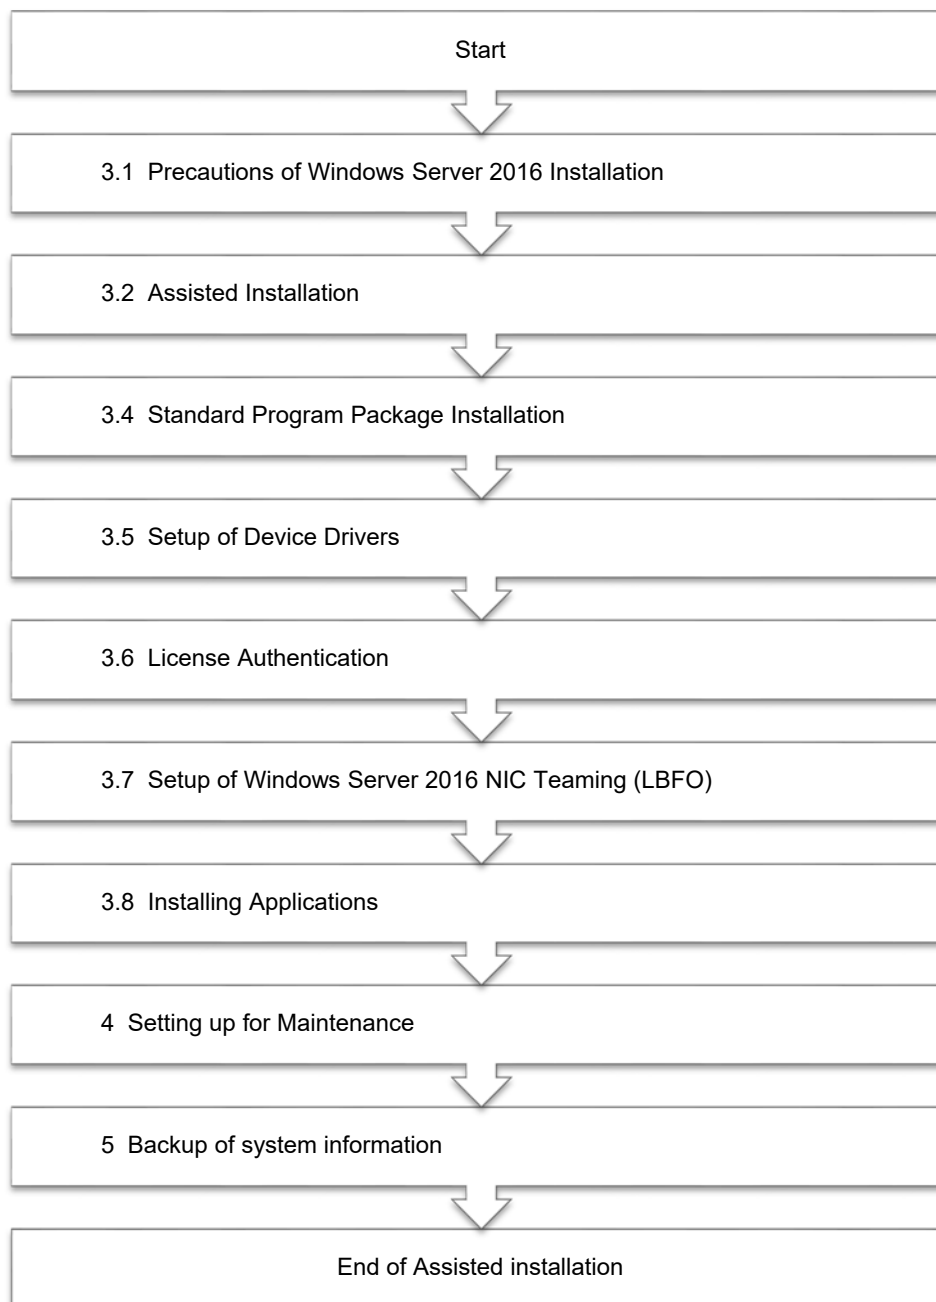 Start
3.1 Precautions of Windows Server 2016 Installation
3.2 Assisted Installation
3.4 Standard Program Package Installation
3.5 Setup of Device Drivers
3.6 License Authentication
3.7 Setup of Windows Server 2016 NIC Teaming (LBFO)
3.8 Installing Applications
4 Setting up for Maintenance
5 Backup of system information
End of Assisted installation